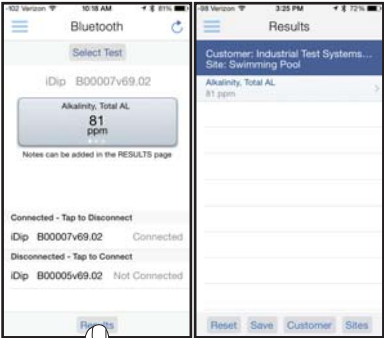 -102 Verizon 10:18 AM 81%
Bluetooth
Select Test
iDip B00007v69.02
Alkalinity, Total AL
81
ppm
Notes can be added in the RESULTS page
Connected - Tap to Disconnect
iDip B00007v69.02 Connected
Disconnected - Tap to Connect
iDip B00005v69.02 Not Connected
Results
-98 Verizon 3:25 PM 72%
Results
Customer: Industrial Test Systems...
Site: Swimming Pool
Alkalinity, Total AL
81 ppm
Reset Save Customer Sites